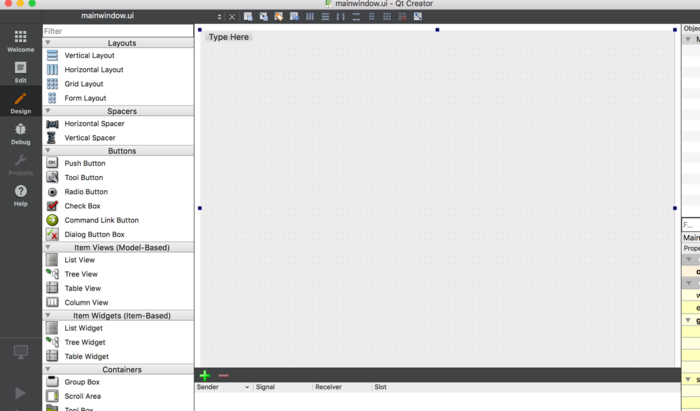 mainwindow.ui - Qt Creator
mainwindow.ui
Filter
Layouts
Vertical Layout
Horizontal Layout
Grid Layout
Form Layout
Spacers
Horizontal Spacer
Vertical Spacer
Buttons
OK
Push Button
Tool Button
Radio Button
Check Box
Command Link Button
Dialog Button Box
Item Views (Model-Based)
List View
Tree View
Table View
Column View
Item Widgets (Item-Based)
List Widget
Tree Widget
Table Widget
Containers
Group Box
Scroll Area
Tool Box
Welcome
Edit
Design
Debug
Projects
Help
Type Here
Sender
Signal
Receiver
Slot
Objec
M
F...
Main
Prope